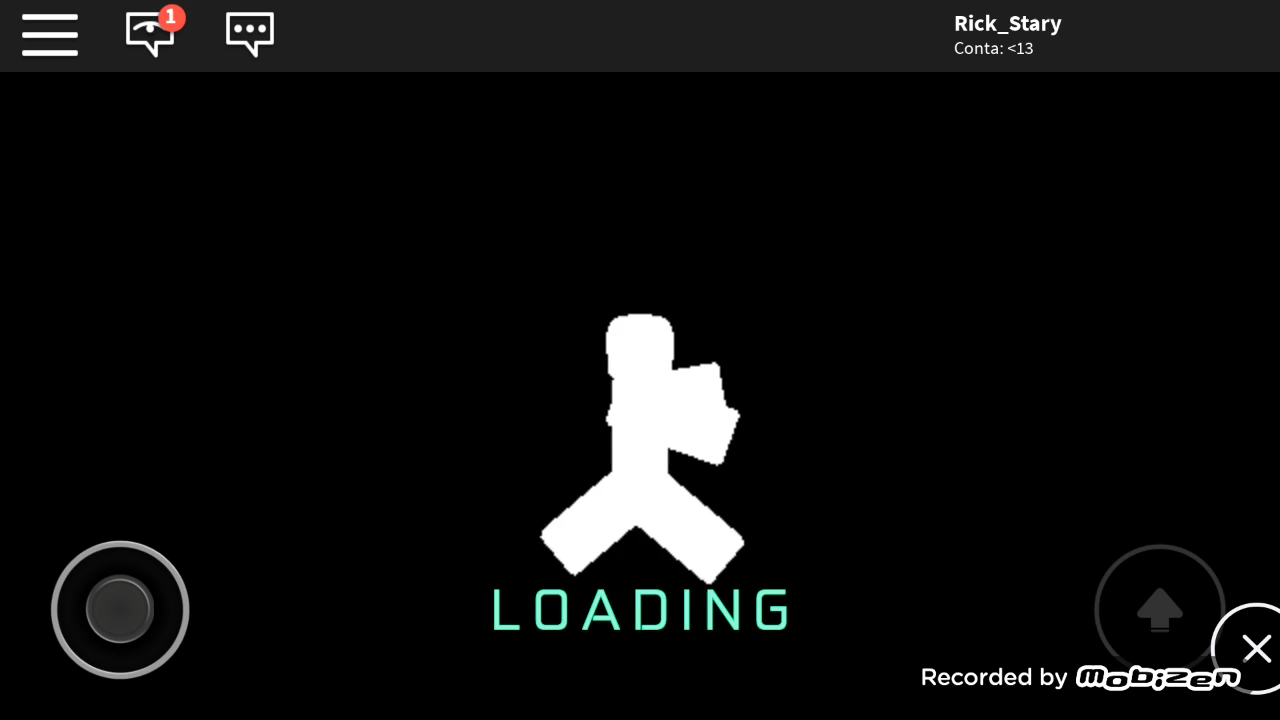 1
Rick_Stary
Conta: <13
LOADING
Recorded by Mobizen